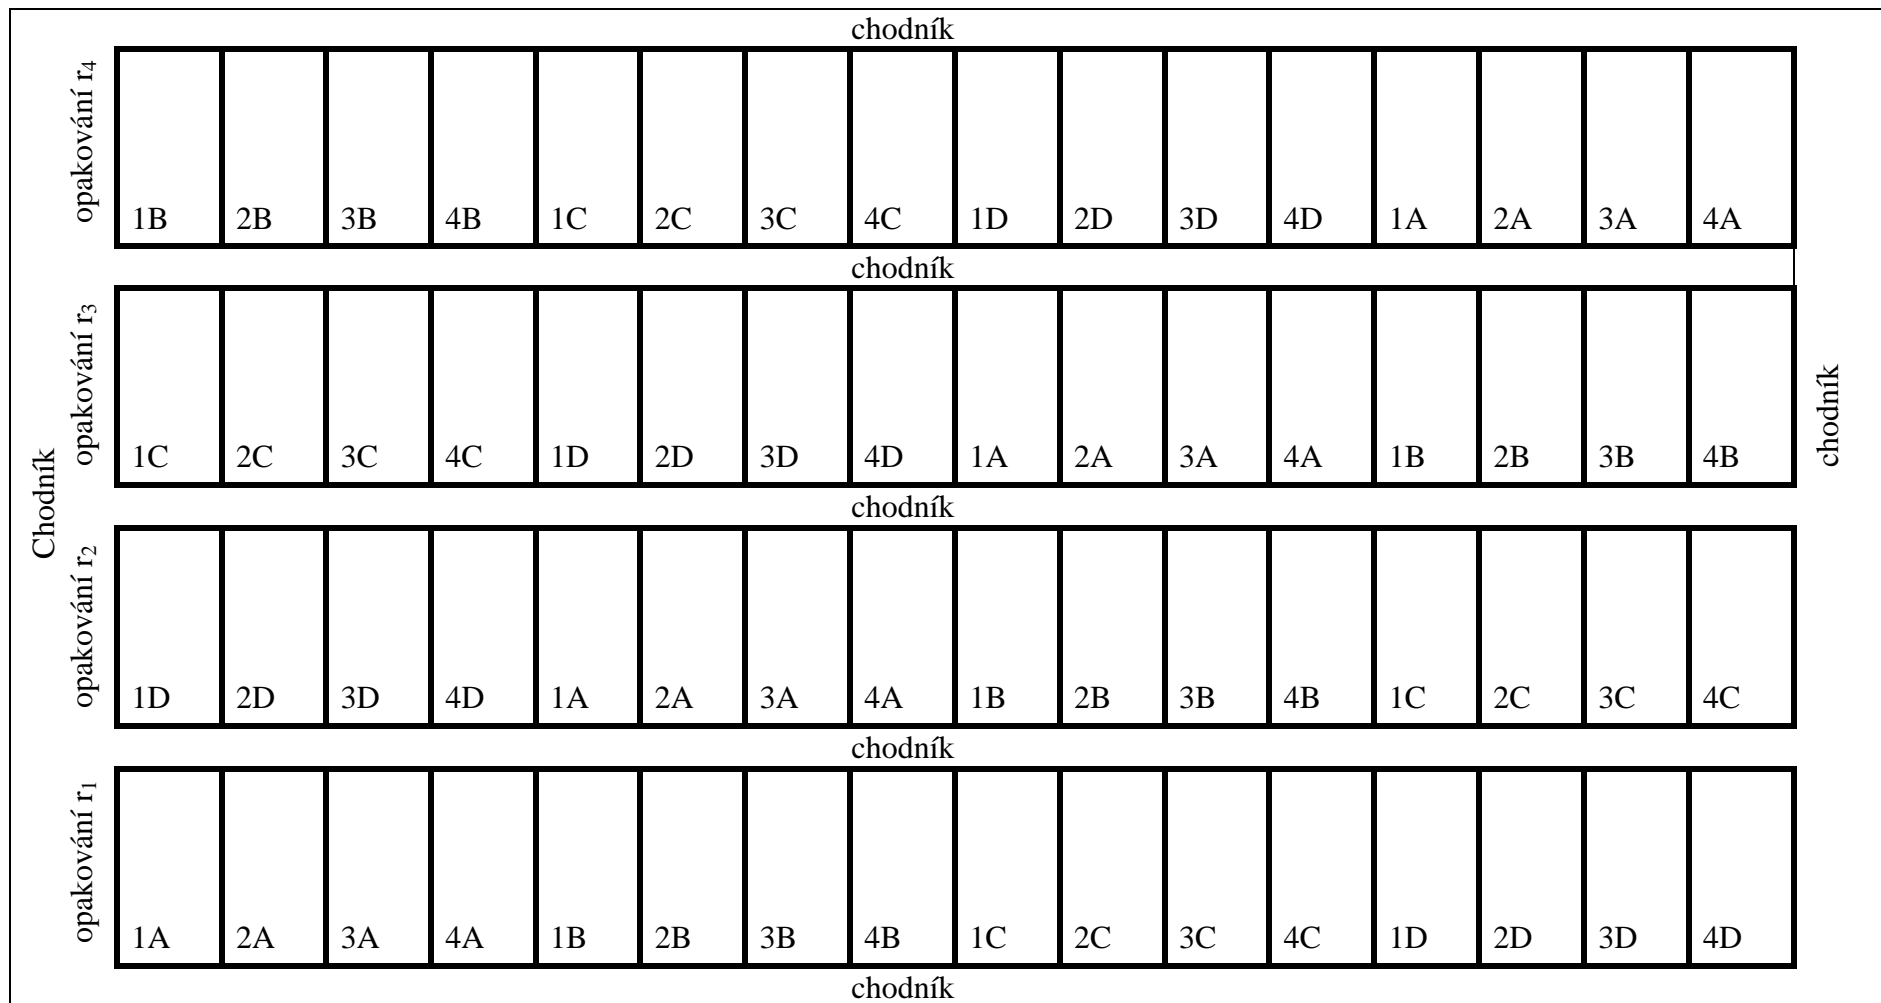 chodník
opakování r₄
1B 2B 3B 4B 1C 2C 3C 4C 1D 2D 3D 4D 1A 2A 3A 4A
chodník
opakování r₃
1C 2C 3C 4C 1D 2D 3D 4D 1A 2A 3A 4A 1B 2B 3B 4B
chodník
Chodník
chodník
opakování r₂
1D 2D 3D 4D 1A 2A 3A 4A 1B 2B 3B 4B 1C 2C 3C 4C
chodník
opakování r₁
1A 2A 3A 4A 1B 2B 3B 4B 1C 2C 3C 4C 1D 2D 3D 4D
chodník